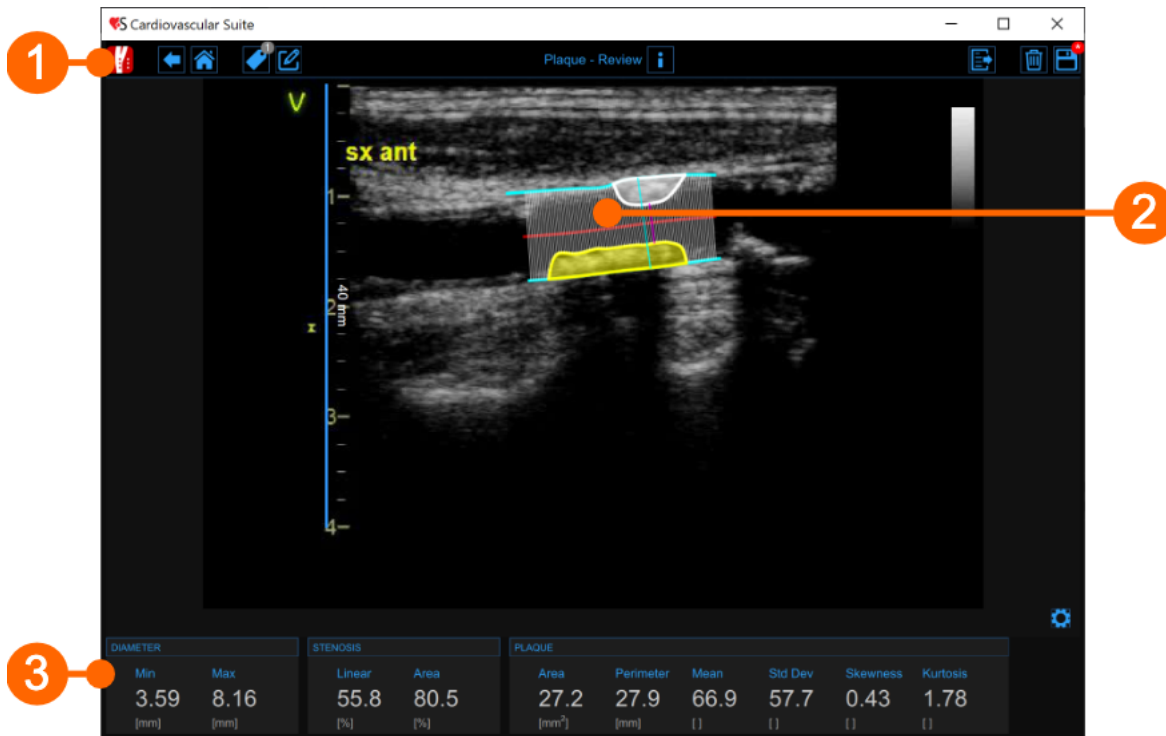 S Cardiovascular Suite
1
1
Plaque - Review i
*
V
sx ant
1
2
40 mm
2
3
4
3
DIAMETER STENOSIS PLAQUE
Min Max Linear Area Area Perimeter Mean Std Dev Skewness Kurtosis
3.59 8.16 55.8 80.5 27.2 27.9 66.9 57.7 0.43 1.78
[mm] [mm] [%] [%] [mm²] [mm] [ ] [ ] [ ] [ ]